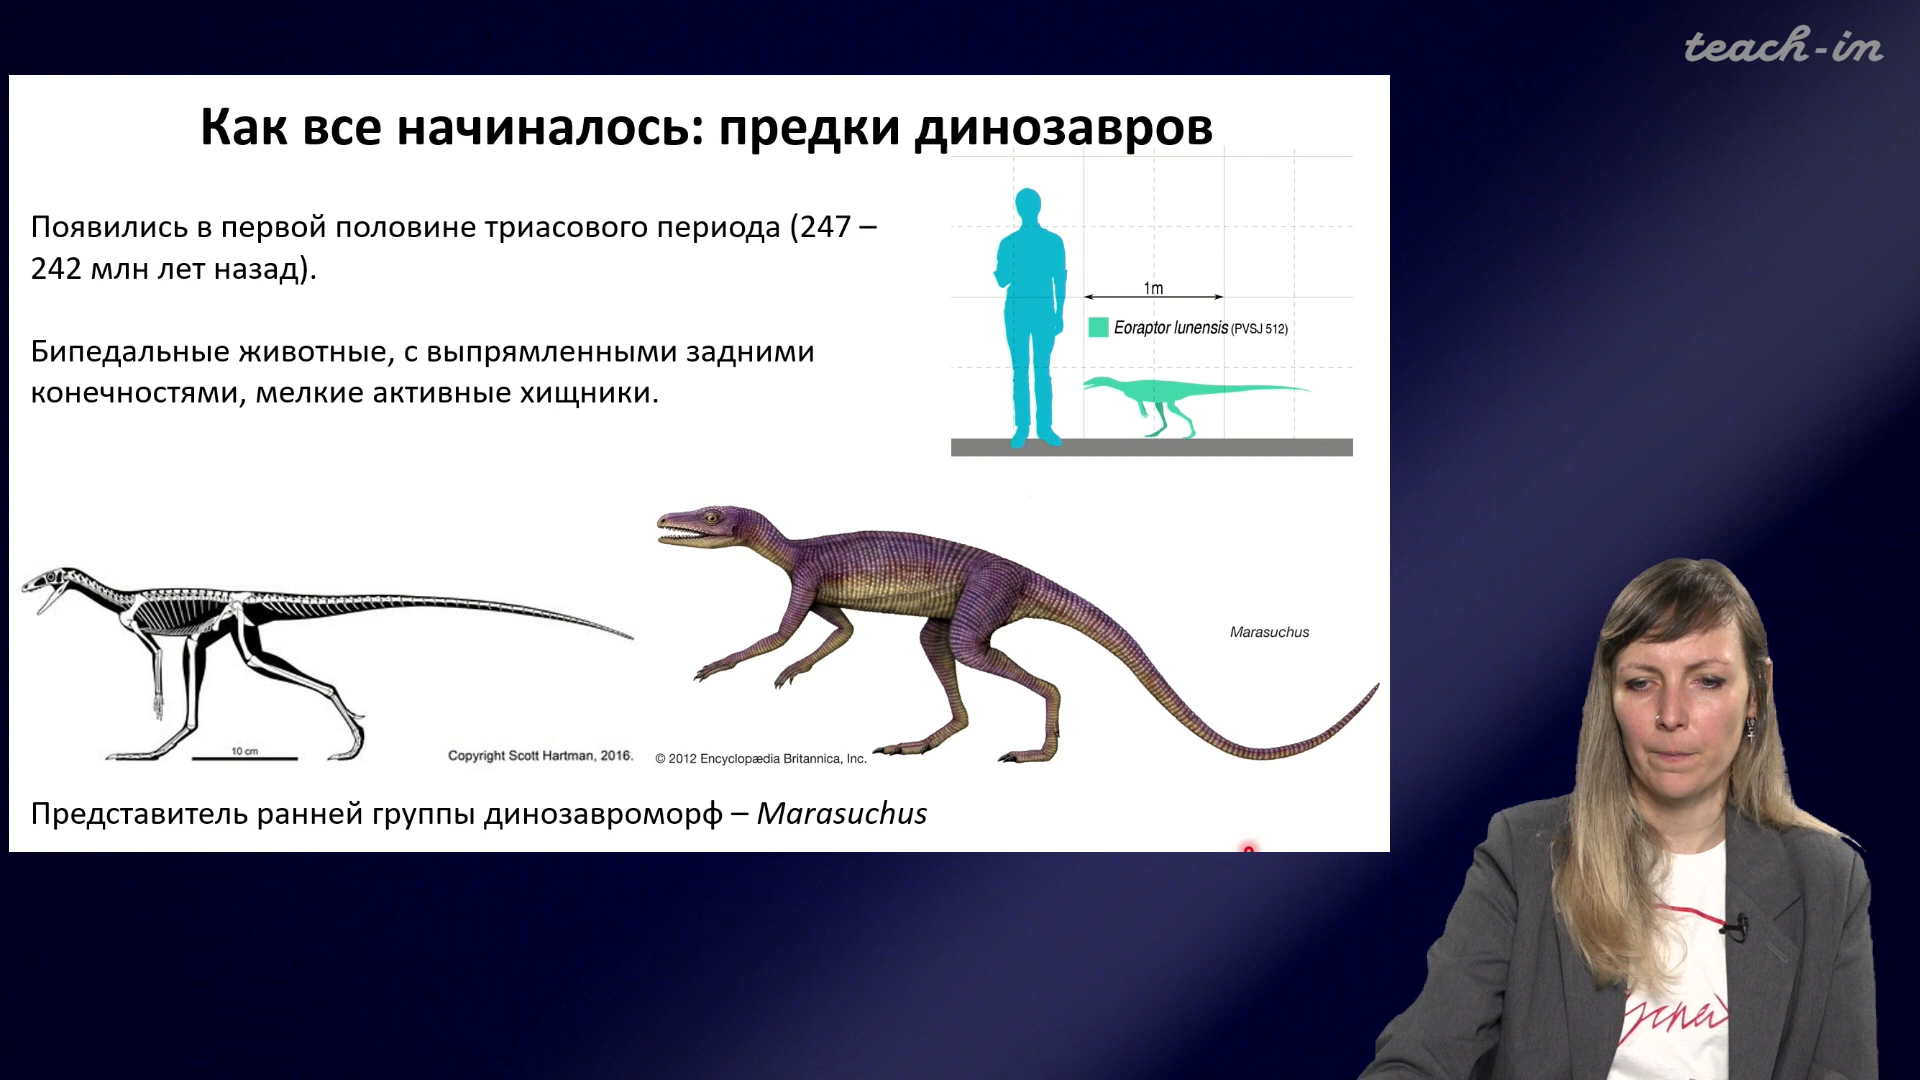 teach-in
Как все начиналось: предки динозавров
Появились в первой половине триасового периода (247 –
242 млн лет назад).
Бипедальные животные, с выпрямленными задними
конечностями, мелкие активные хищники.
1m
Eoraptor lunensis (PVSJ 512)
Marasuchus
10 cm
Copyright Scott Hartman, 2016.
© 2012 Encyclopædia Britannica, Inc.
Представитель ранней группы динозавроморф – Marasuchus